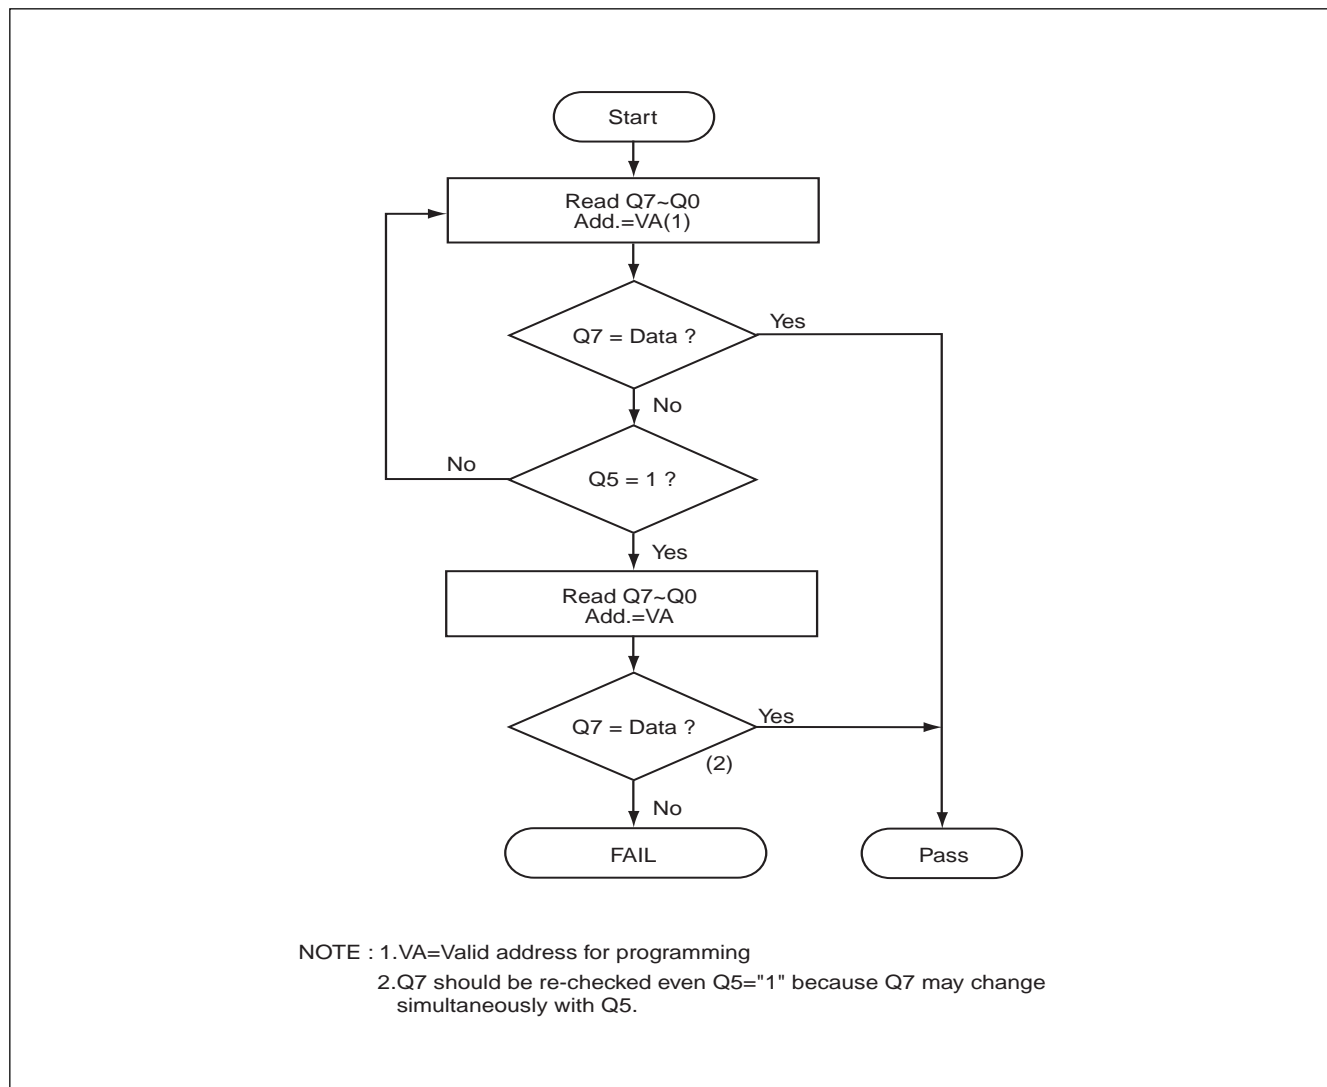 Start
Read Q7~Q0
Add.=VA(1)
Q7 = Data ?
Yes
No
No
Q5 = 1 ?
Yes
Read Q7~Q0
Add.=VA
Q7 = Data ?
Yes
(2)
No
FAIL
Pass
NOTE : 1.VA=Valid address for programming
2.Q7 should be re-checked even Q5="1" because Q7 may change
simultaneously with Q5.